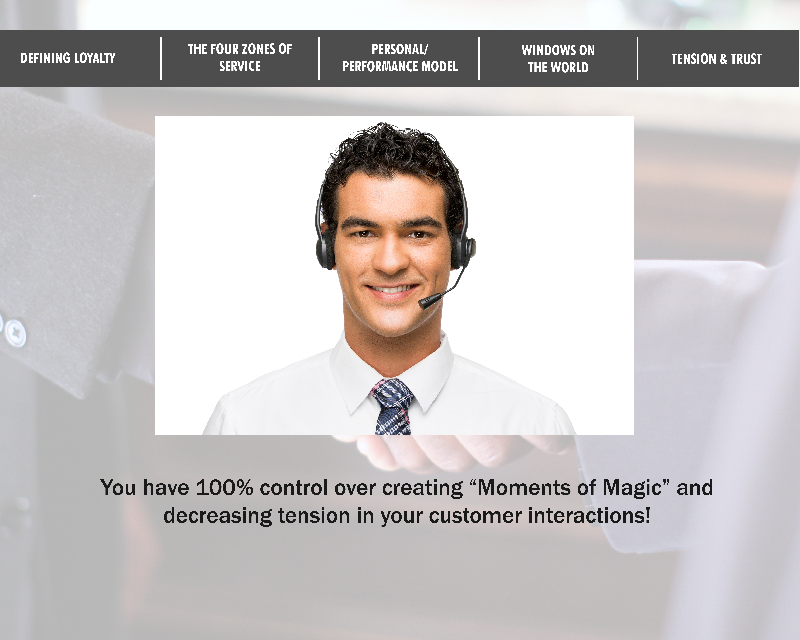 DEFINING LOYALTY
THE FOUR ZONES OF
SERVICE
PERSONAL/
PERFORMANCE MODEL
WINDOWS ON
THE WORLD
TENSION & TRUST
You have 100% control over creating “Moments of Magic” and
decreasing tension in your customer interactions!